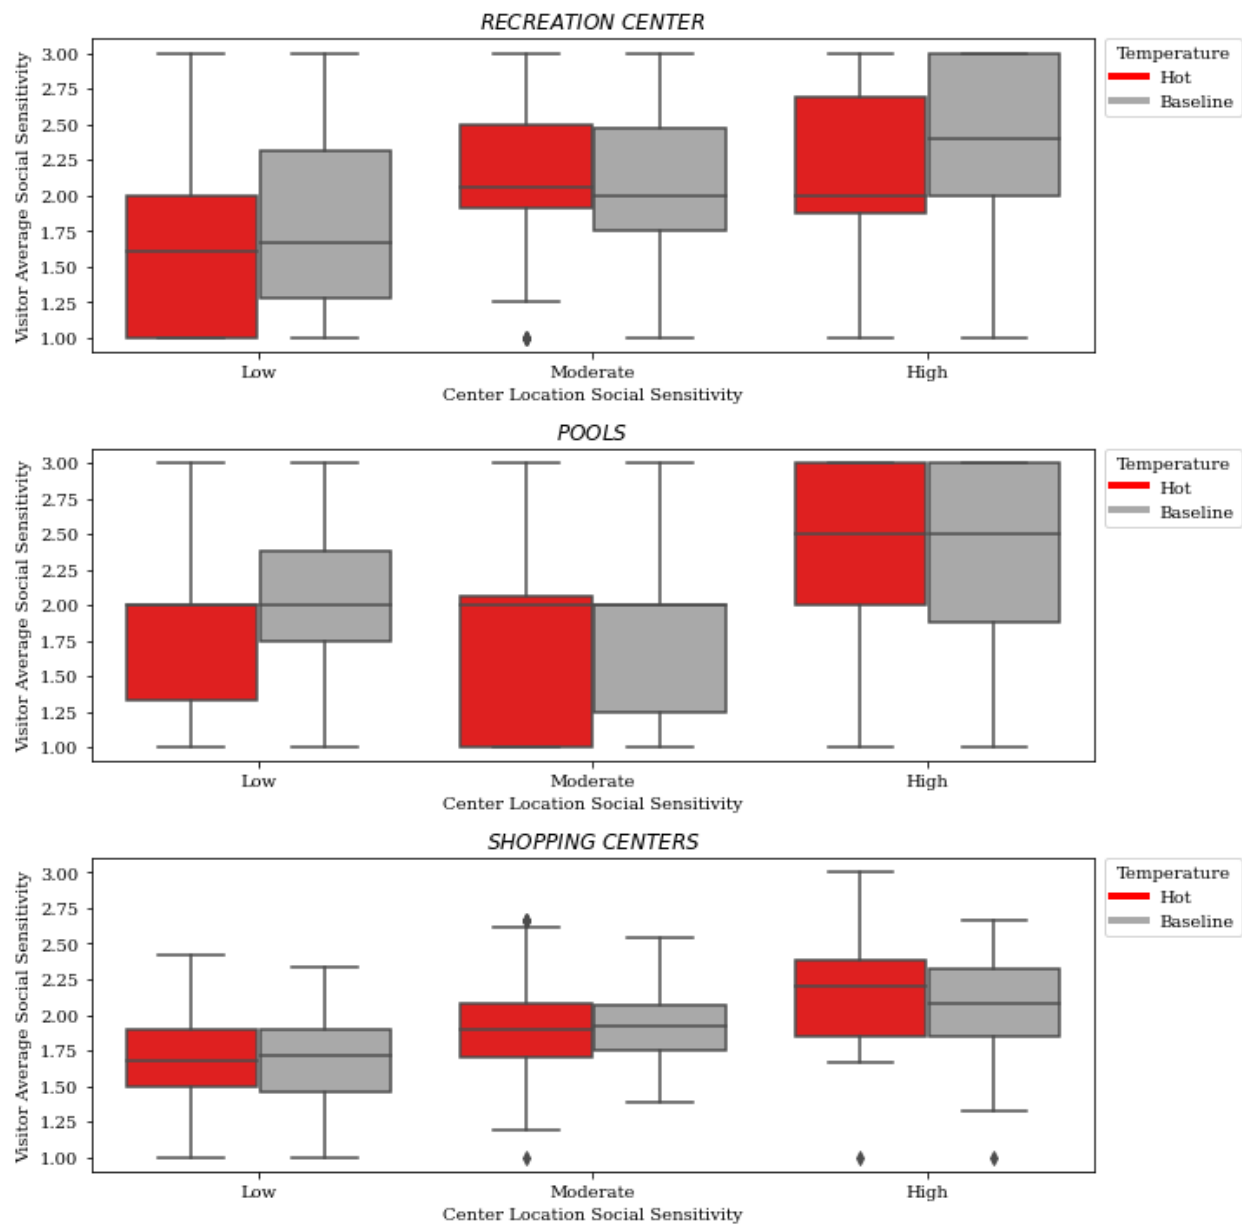 RECREATION CENTER
Visitor Average Social Sensitivity
3.00
2.75
2.50
2.25
2.00
1.75
1.50
1.25
1.00
Low Moderate High
Center Location Social Sensitivity
Temperature
Hot
Baseline
POOLS
Visitor Average Social Sensitivity
3.00
2.75
2.50
2.25
2.00
1.75
1.50
1.25
1.00
Low Moderate High
Center Location Social Sensitivity
Temperature
Hot
Baseline
SHOPPING CENTERS
Visitor Average Social Sensitivity
3.00
2.75
2.50
2.25
2.00
1.75
1.50
1.25
1.00
Low Moderate High
Center Location Social Sensitivity
Temperature
Hot
Baseline